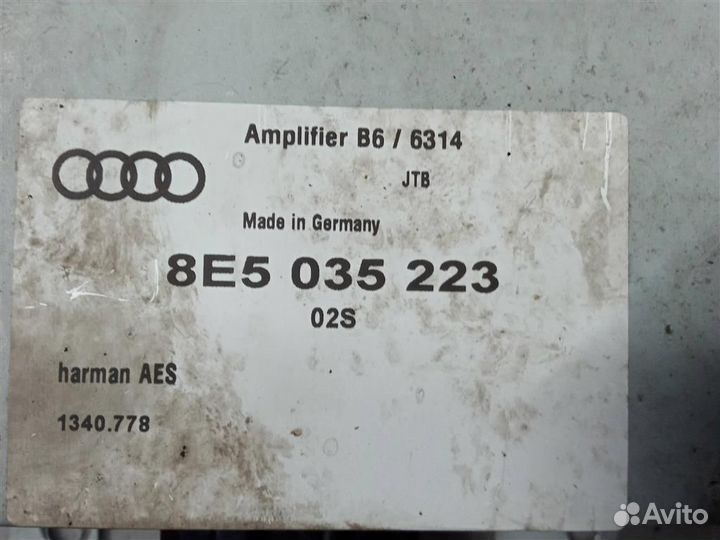 Amplifier B6 / 6314
JTB
Made in Germany
8E5 035 223
02S
harman AES
1340.778
Avito